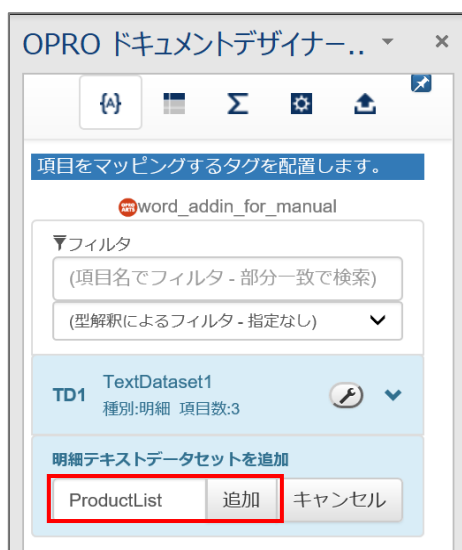 OPRO ドキュメントデザイナー‥
{A}
Σ
項目をマッピングするタグを配置します。
OPRO ARTS word_addin_for_manual
フィルタ
(項目名でフィルタ - 部分一致で検索)
(型解釈によるフィルタ - 指定なし)
TD1 TextDataset1
種別:明細 項目数:3
明細テキストデータセットを追加
ProductList 追加 キャンセル